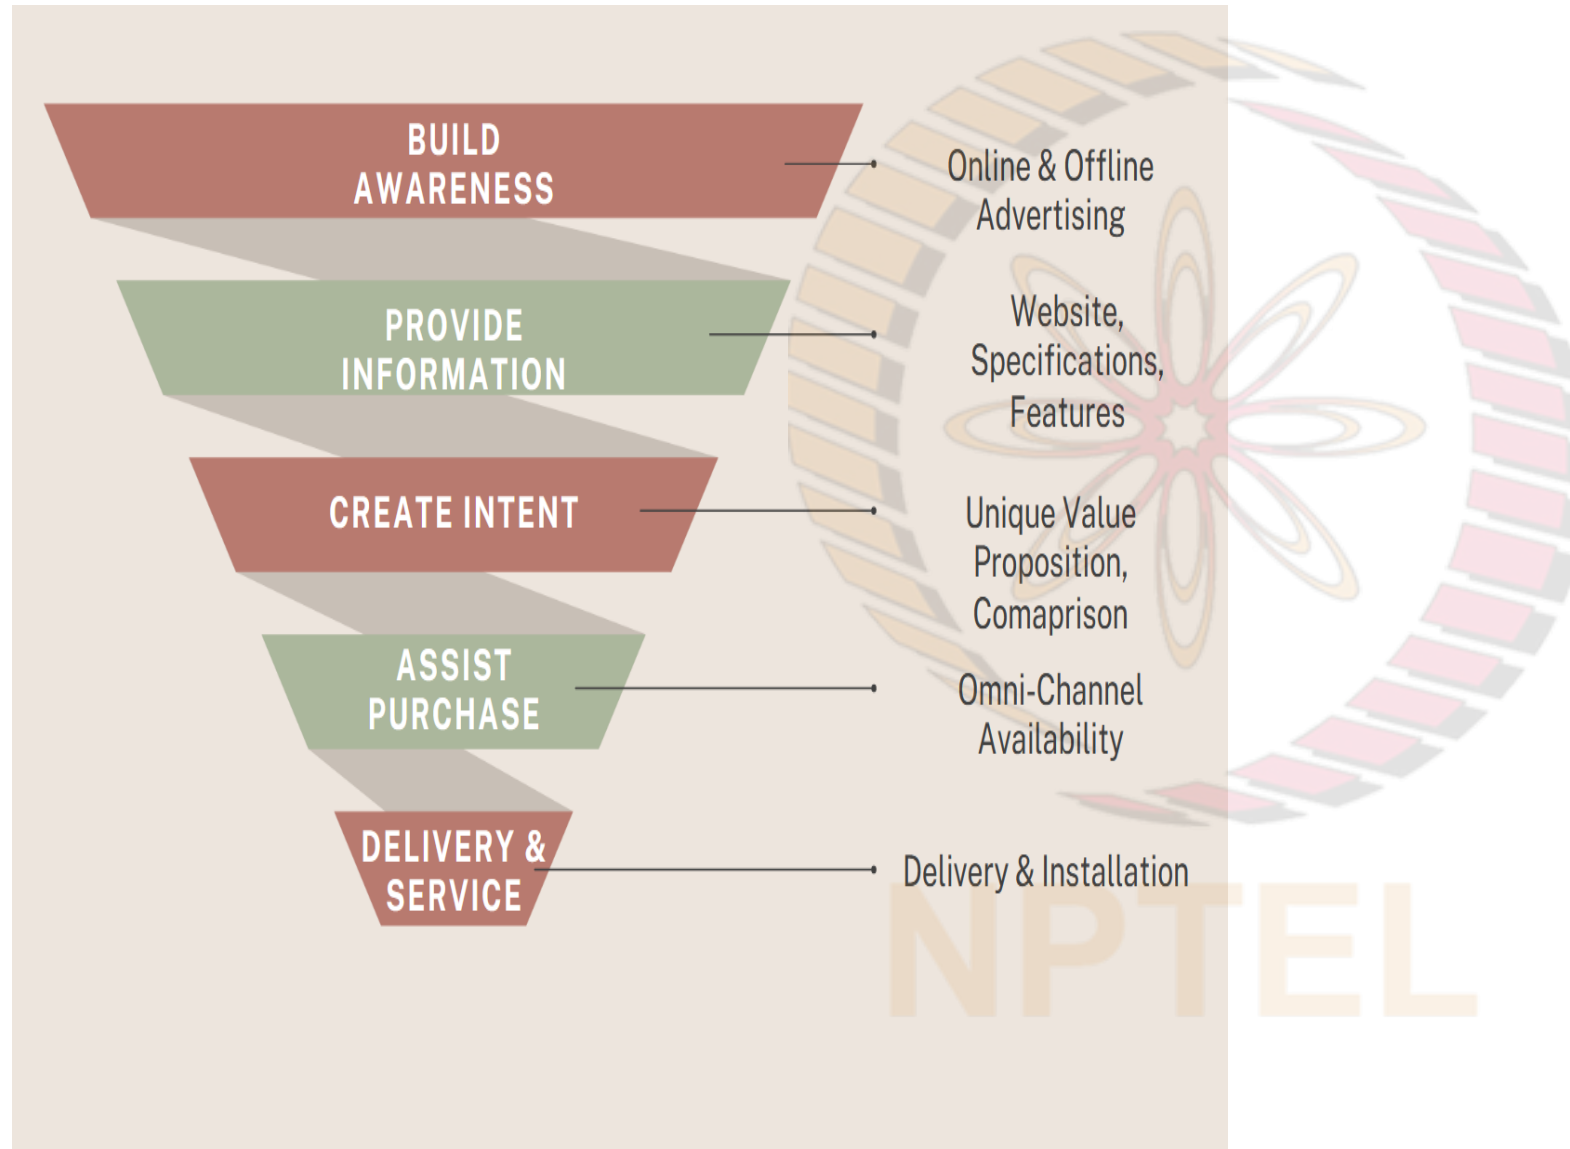 BUILD
AWARENESS
Online & Offline
Advertising
PROVIDE
INFORMATION
Website,
Specifications,
Features
CREATE INTENT
Unique Value
Proposition,
Comaprison
ASSIST
PURCHASE
Omni-Channel
Availability
DELIVERY &
SERVICE
Delivery & Installation
NPTEL